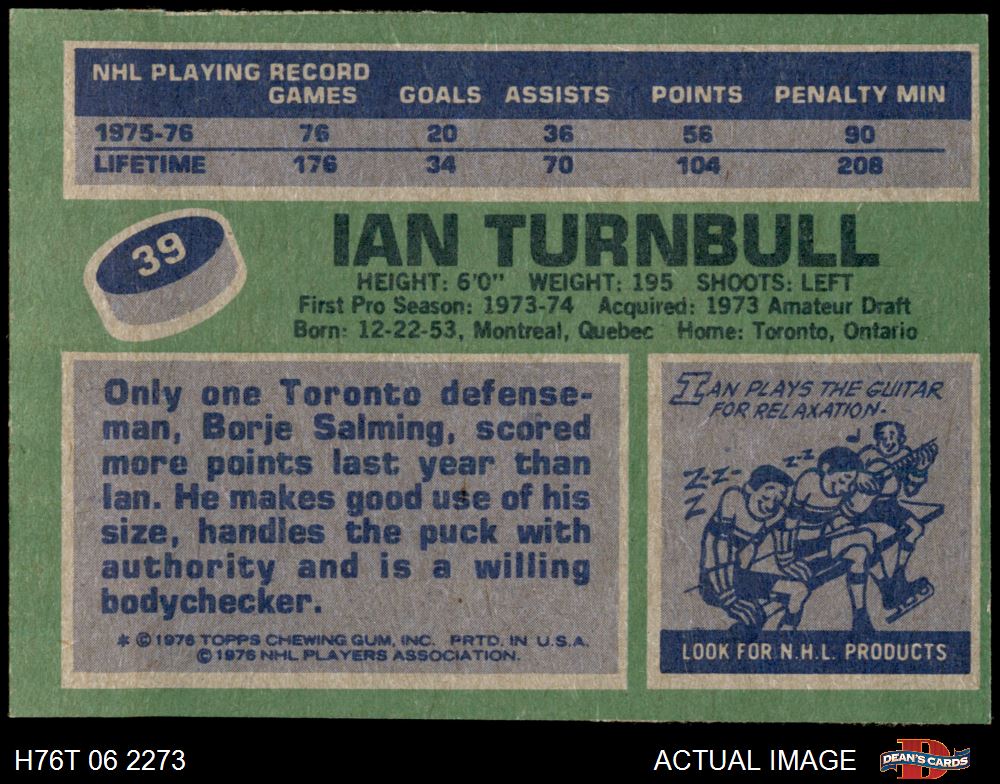 NHL PLAYING RECORD
GAMES GOALS ASSISTS POINTS PENALTY MIN
1975-76 76 20 36 56 90
LIFETIME 176 34 70 104 208
39
IAN TURNBULL
HEIGHT: 6'0" WEIGHT: 195 SHOOTS: LEFT
First Pro Season: 1973-74 Acquired: 1973 Amateur Draft
Born: 12-22-53, Montreal, Quebec Home: Toronto, Ontario
Only one Toronto defense-
man, Borje Salming, scored
more points last year than
Ian. He makes good use of his
size, handles the puck with
authority and is a willing
bodychecker.
* © 1976 TOPPS CHEWING GUM, INC. PRTD. IN U.S.A.
© 1976 NHL PLAYERS ASSOCIATION.
IAN PLAYS THE GUITAR
FOR RELAXATION.
Z-Z-
Z-Z
Z-Z-
Z
LOOK FOR N.H.L. PRODUCTS
H76T 06 2273 ACTUAL IMAGE DEAN'S CARDS